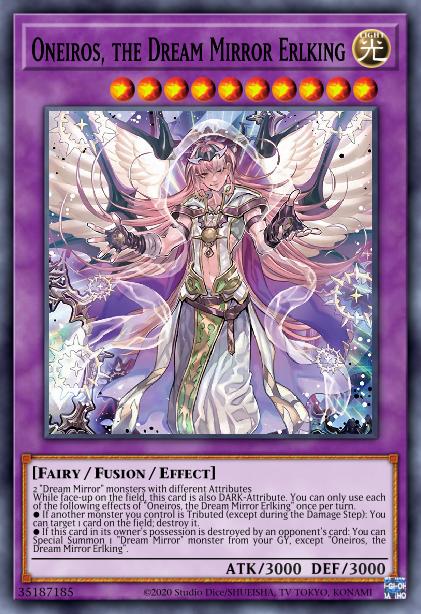 ONEIROS, THE DREAM MIRROR ERLKING
LIGHT
光
[FAIRY / FUSION / EFFECT]
2 "Dream Mirror" monsters with different Attributes
While face-up on the field, this card is also DARK-Attribute. You can only use each
of the following effects of "Oneiros, the Dream Mirror Erlking" once per turn.
● If another monster you control is Tributed (except during the Damage Step): You
can target 1 card on the field; destroy it.
● If this card in its owner's possession is destroyed by an opponent's card: You can
Special Summon 1 "Dream Mirror" monster from your GY, except "Oneiros, the
Dream Mirror Erlking".
ATK/3000 DEF/3000
35187185
©2020 Studio Dice/SHUEISHA, TV TOKYO, KONAMI